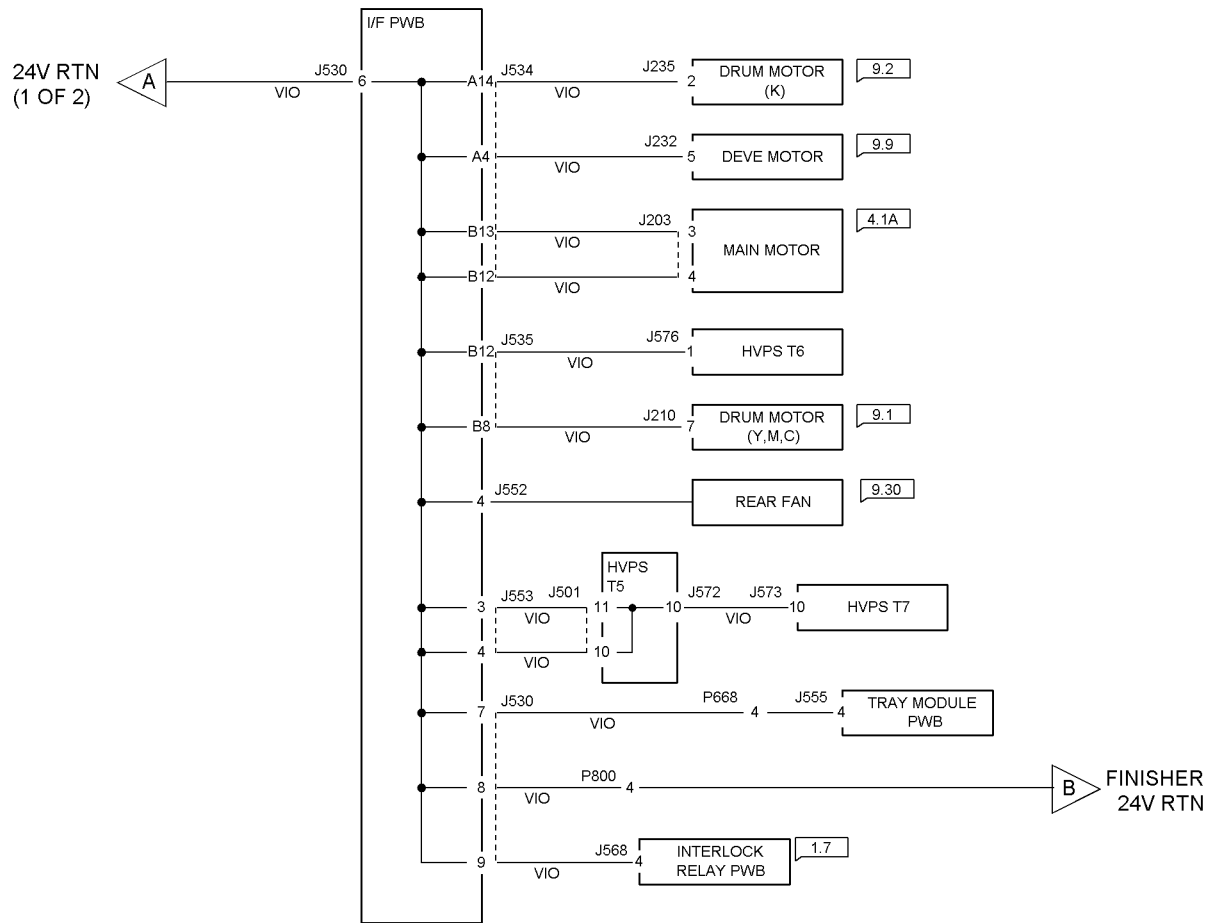 I/F PWB
24V RTN
(1 OF 2)
A
J530
VIO
6
A14
J534
VIO
J235
2
DRUM MOTOR
(K)
9.2
A4
VIO
J232
5
DEVE MOTOR
9.9
B13
VIO
J203
3
MAIN MOTOR
4.1A
B12
VIO
4
B12
J535
VIO
J576
1
HVPS T6
B8
VIO
J210
7
DRUM MOTOR
(Y,M,C)
9.1
4
J552
REAR FAN
9.30
HVPS
T5
3
J553
VIO
J501
11
10
J572
VIO
J573
10
HVPS T7
4
VIO
10
7
J530
VIO
P668
4
J555
4
TRAY MODULE
PWB
8
VIO
P800
4
B
FINISHER
24V RTN
9
VIO
J568
4
INTERLOCK
RELAY PWB
1.7